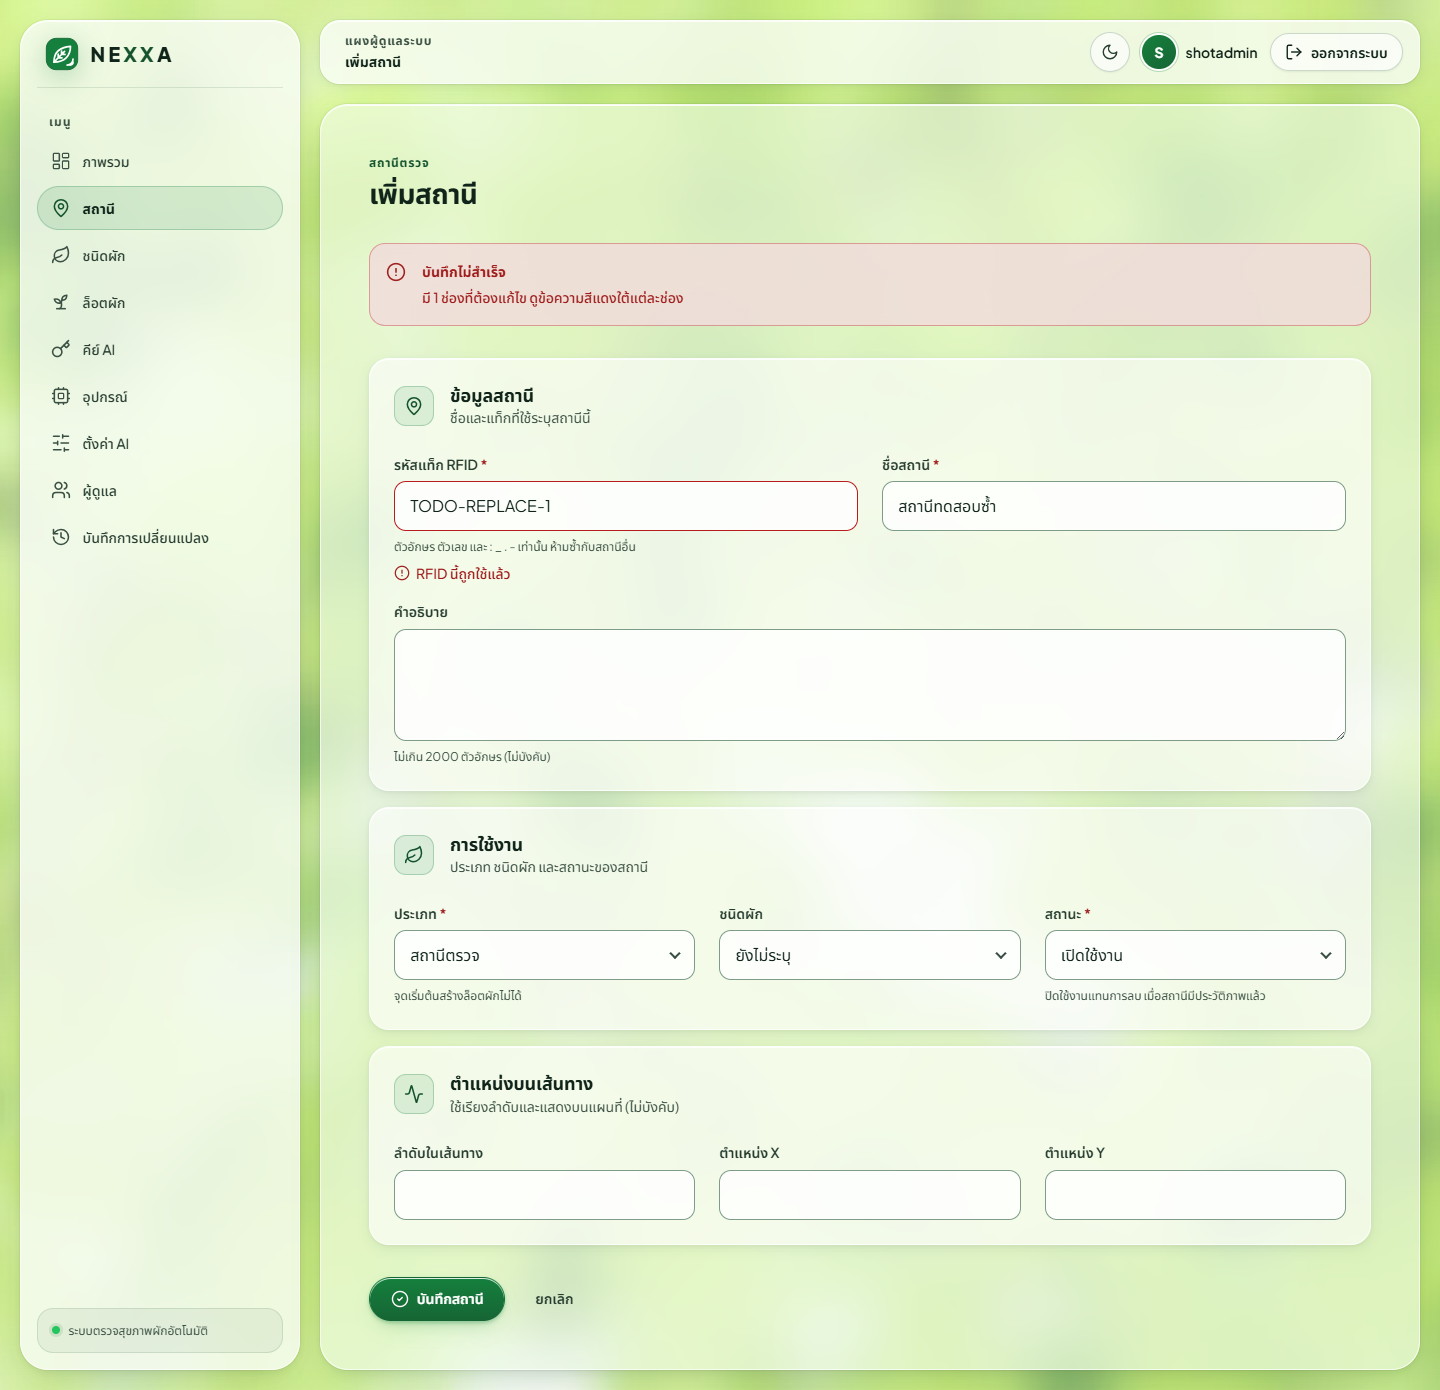 NEXXA
เมนู
ภาพรวม
สถานี
ชนิดผัก
ล็อตผัก
คีย์ AI
อุปกรณ์
ตั้งค่า AI
ผู้ดูแล
บันทึกการเปลี่ยนแปลง
ระบบตรวจสุขภาพผักอัตโนมัติ
แผงผู้ดูแลระบบ
เพิ่มสถานี
S shotadmin ออกจากระบบ
สถานีตรวจ
เพิ่มสถานี
บันทึกไม่สำเร็จ
มี 1 ช่องที่ต้องแก้ไข ดูข้อความสีแดงใต้แต่ละช่อง
ข้อมูลสถานี
ชื่อและแท็กที่ใช้ระบุสถานีนี้
รหัสแท็ก RFID * ชื่อสถานี *
TODO-REPLACE-1 สถานีทดสอบซ้ำ
ตัวอักษร ตัวเลข และ : _ . - เท่านั้น ห้ามซ้ำกับสถานีอื่น
RFID นี้ถูกใช้แล้ว
คำอธิบาย
ไม่เกิน 2000 ตัวอักษร (ไม่บังคับ)
การใช้งาน
ประเภท ชนิดผัก และสถานะของสถานี
ประเภท * ชนิดผัก สถานะ *
สถานีตรวจ ยังไม่ระบุ เปิดใช้งาน
จุดเริ่มต้นสร้างล็อตผักไม่ได้ ปิดใช้งานแทนการลบ เมื่อสถานีมีประวัติภาพแล้ว
ตำแหน่งบนเส้นทาง
ใช้เรียงลำดับและแสดงบนแผนที่ (ไม่บังคับ)
ลำดับในเส้นทาง ตำแหน่ง X ตำแหน่ง Y
บันทึกสถานี ยกเลิก